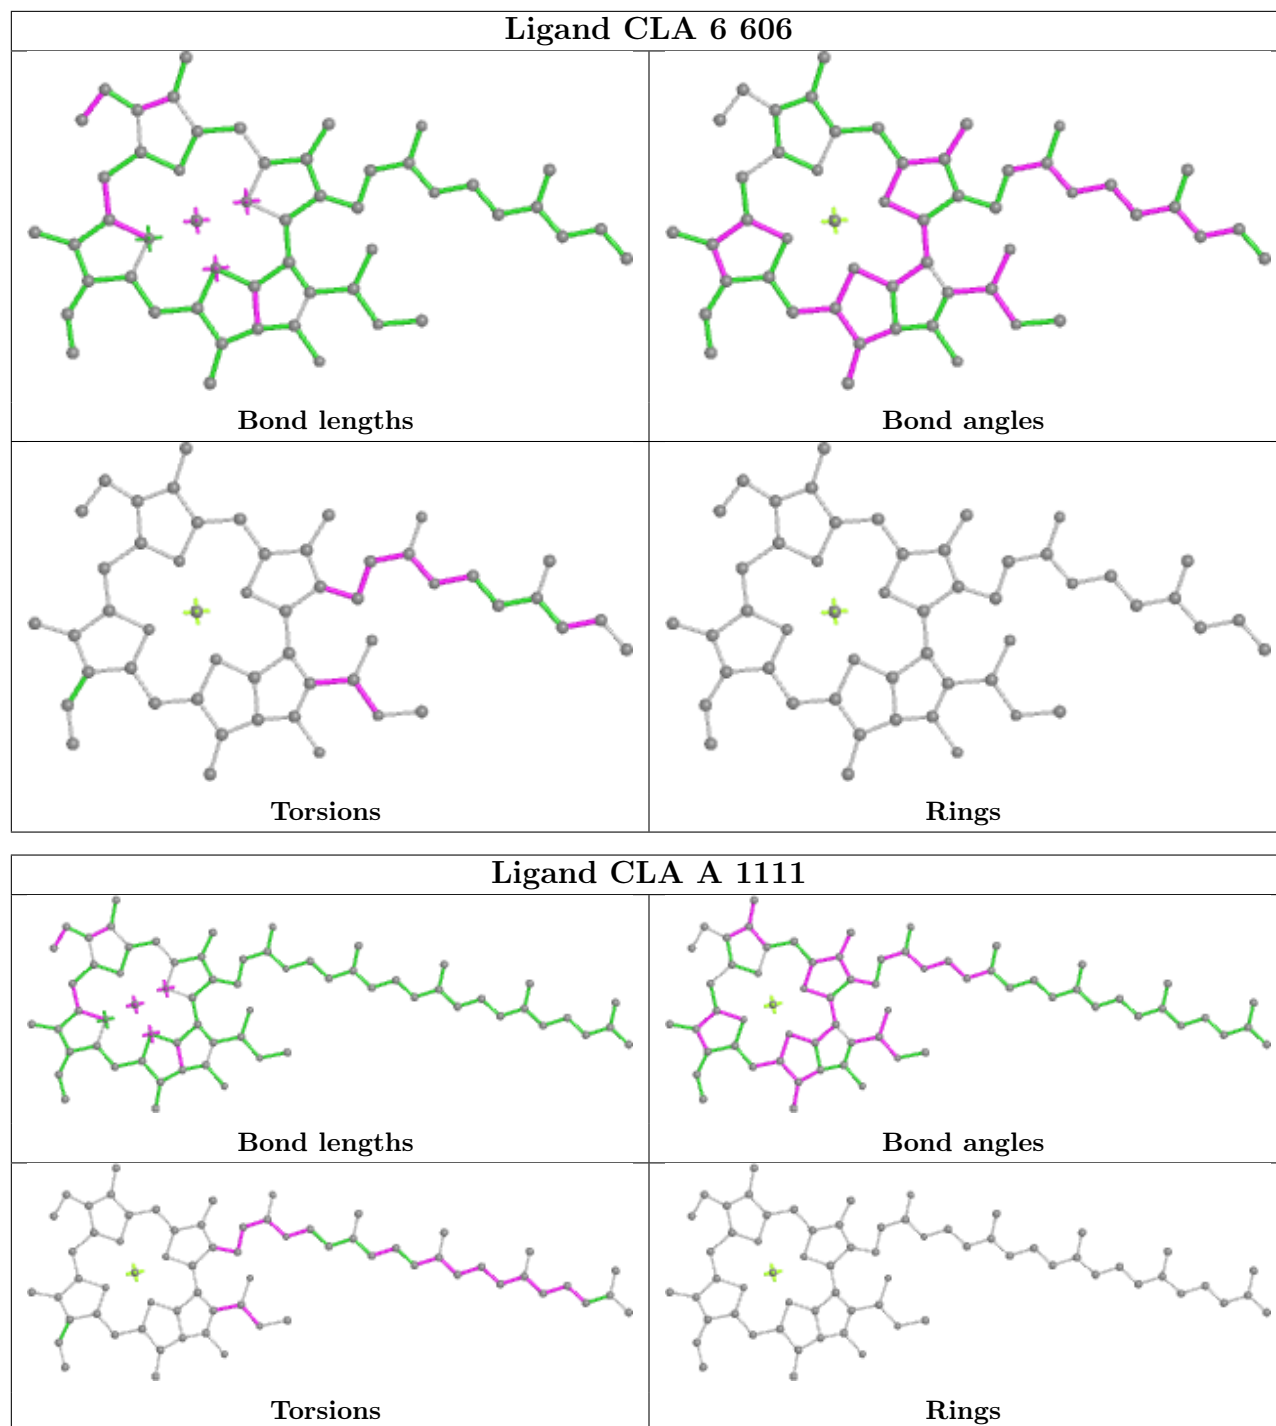 Ligand CLA 6 606
Bond lengths
Bond angles
Torsions
Rings
Ligand CLA A 1111
Bond lengths
Bond angles
Torsions
Rings